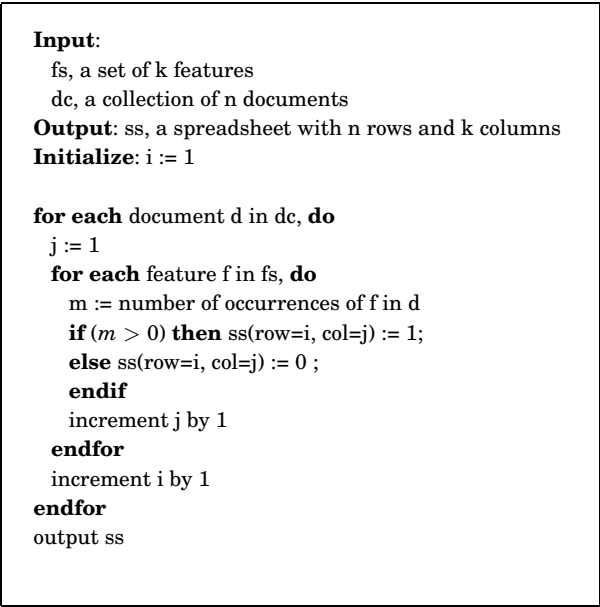 Input:
fs, a set of k features
dc, a collection of n documents
Output: ss, a spreadsheet with n rows and k columns
Initialize: i := 1
for each document d in dc, do
j := 1
for each feature f in fs, do
m := number of occurrences of f in d
if (m > 0) then ss(row=i, col=j) := 1;
else ss(row=i, col=j) := 0 ;
endif
increment j by 1
endfor
increment i by 1
endfor
output ss